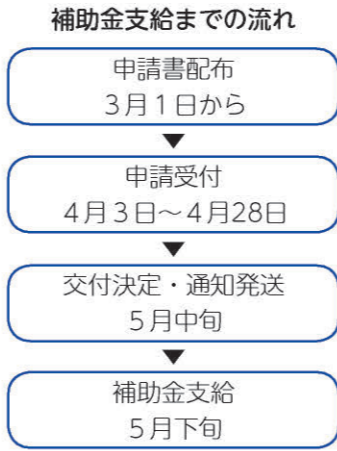 補助金支給までの流れ
申請書配布
3月1日から
▼
申請受付
4月3日～4月28日
▼
交付決定・通知発送
5月中旬
▼
補助金支給
5月下旬